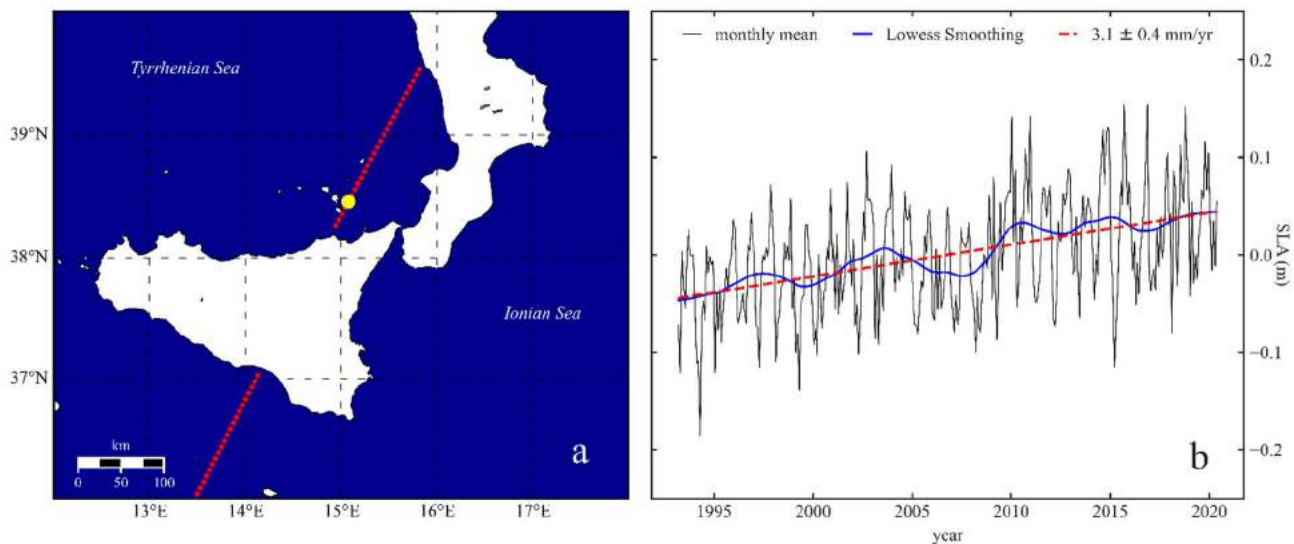 Tyrrhenian Sea
39°N
38°N
Ionian Sea
37°N
km
0 50 100
a
13°E 14°E 15°E 16°E 17°E
monthly mean Lowess Smoothing 3.1 ± 0.4 mm/yr
0.2
0.1
0.0
−0.1
−0.2
SLA (m)
b
1995 2000 2005 2010 2015 2020
year